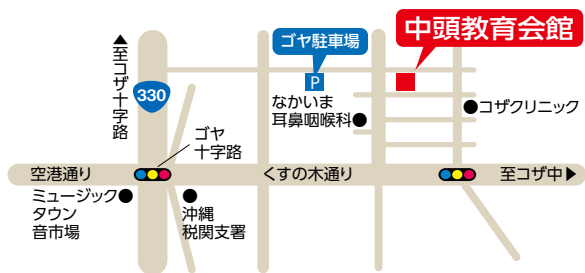 中頭教育会館
ゴヤ駐車場
P
▲至コザ十字路
330
なかいま
耳鼻咽喉科●
●コザクリニック
ゴヤ
十字路
空港通り
くすの木通り
至コザ中▶
ミュージック●
タウン
音市場
●
沖縄
税関支署